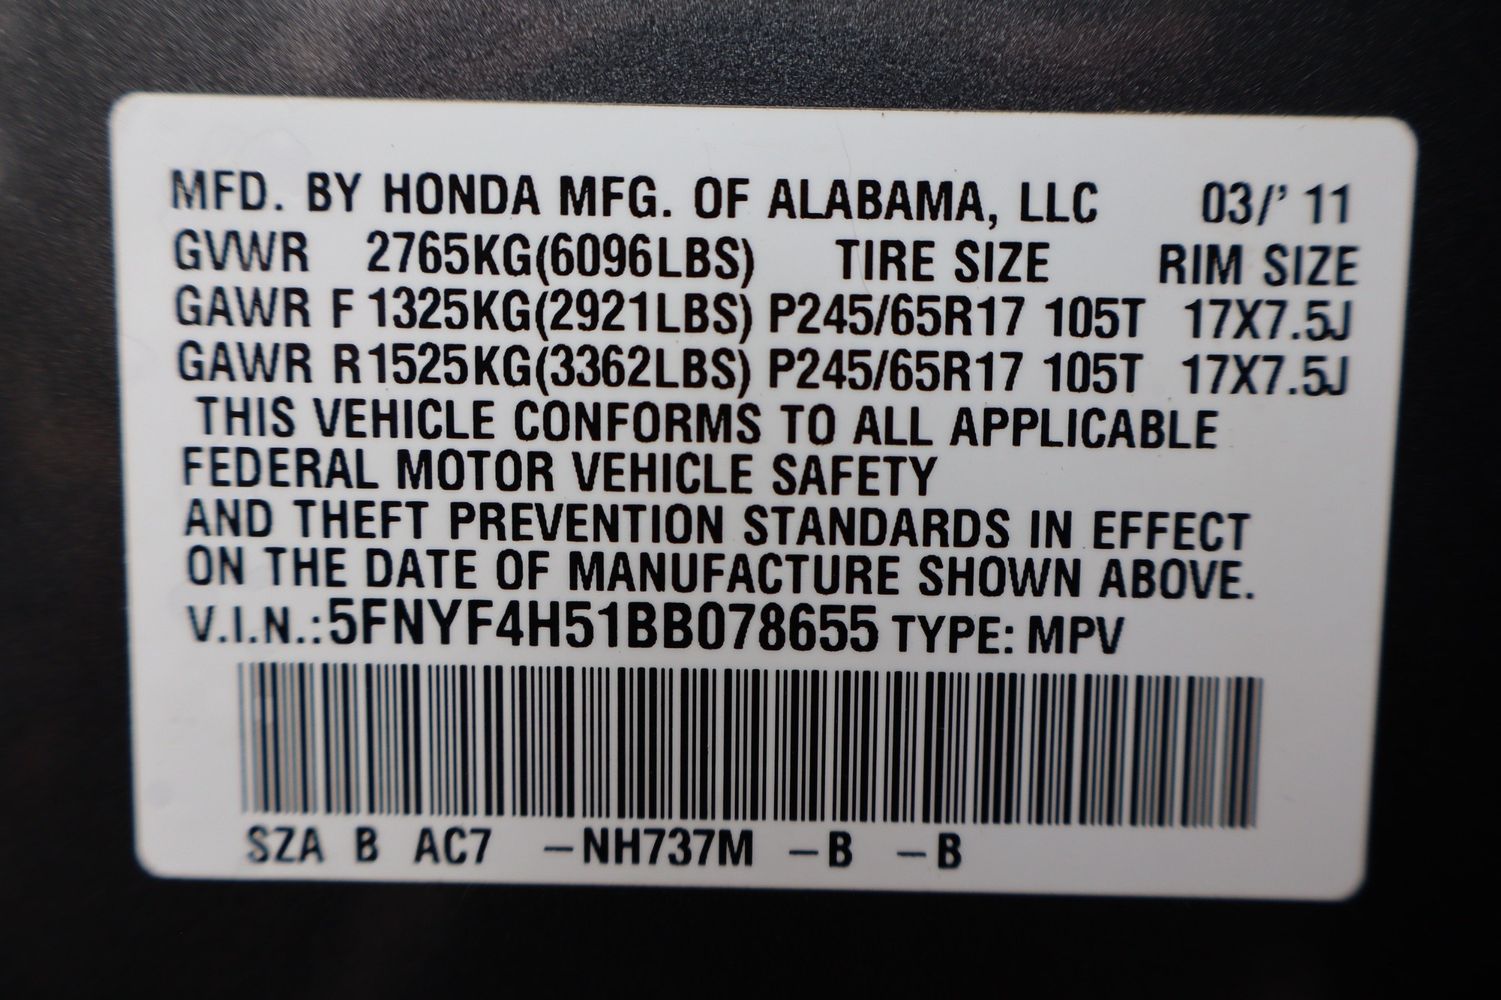 MFD. BY HONDA MFG. OF ALABAMA, LLC 03/' 11
GVWR 2765KG(6096LBS) TIRE SIZE RIM SIZE
GAWR F 1325KG(2921LBS) P245/65R17 105T 17X7.5J
GAWR R 1525KG(3362LBS) P245/65R17 105T 17X7.5J
THIS VEHICLE CONFORMS TO ALL APPLICABLE
FEDERAL MOTOR VEHICLE SAFETY
AND THEFT PREVENTION STANDARDS IN EFFECT
ON THE DATE OF MANUFACTURE SHOWN ABOVE.
V.I.N.: 5FNYF4H51BB078655 TYPE: MPV
SZA B AC7 –NH737M –B –B